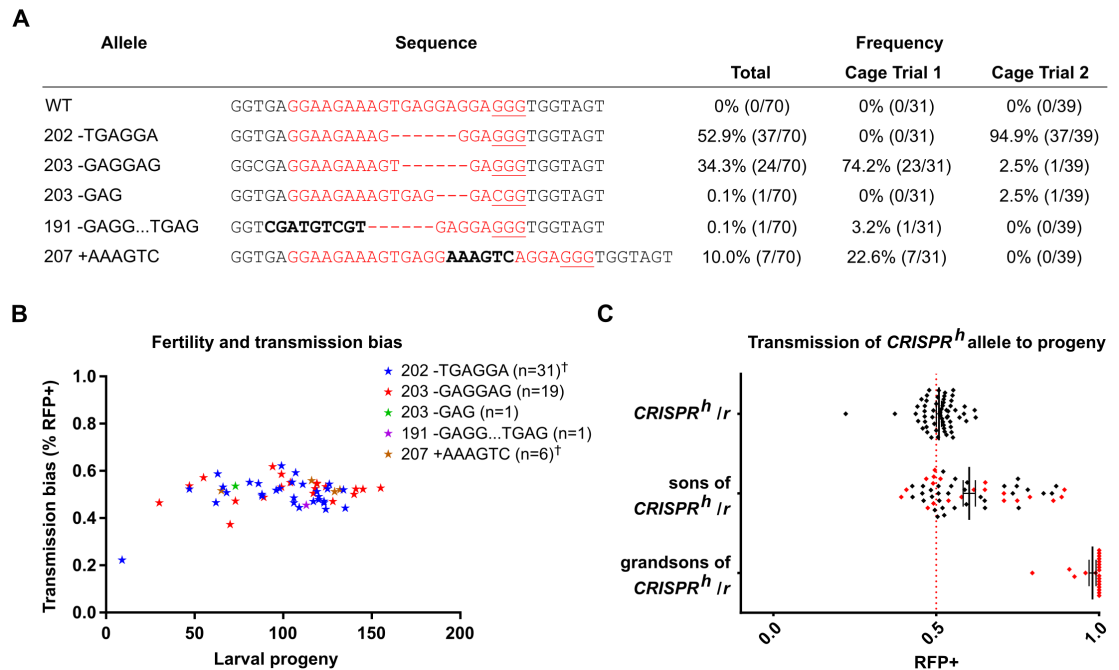 A
Allele Sequence Frequency
Total Cage Trial 1 Cage Trial 2
WT GGTGAGGAAGAAAGTGAGGAGGAGGGTGGTAGT 0% (0/70) 0% (0/31) 0% (0/39)
202 -TGAGGA GGTGAGGAAGAAAG------GGAGGGTGGTAGT 52.9% (37/70) 0% (0/31) 94.9% (37/39)
203 -GAGGAG GGCGAGGAAGAAAGT------GAGGGTGGTAGT 34.3% (24/70) 74.2% (23/31) 2.5% (1/39)
203 -GAG GGTGAGGAAGAAAGTGAG---GACGGTGGTAGT 0.1% (1/70) 0% (0/31) 2.5% (1/39)
191 -GAGG...TGAG GGTCGATGTCGT------GAGGAGGGTGGTAGT 0.1% (1/70) 3.2% (1/31) 0% (0/39)
207 +AAAGTC GGTGAGGAAGAAAGTGAGGAAAGTCAGGAGGGTGGTAGT 10.0% (7/70) 22.6% (7/31) 0% (0/39)
B
Fertility and transmission bias
202 -TGAGGA (n=31)†
203 -GAGGAG (n=19)
203 -GAG (n=1)
191 -GAGG...TGAG (n=1)
207 +AAAGTC (n=6)†
Transmission bias (% RFP+)
1.0
0.8
0.6
0.4
0.2
0.0
0 50 100 150 200
Larval progeny
C
Transmission of CRISPRʰ allele to progeny
CRISPRʰ /r
sons of
CRISPRʰ /r
grandsons of
CRISPRʰ /r
0.0 0.5 1.0
RFP+